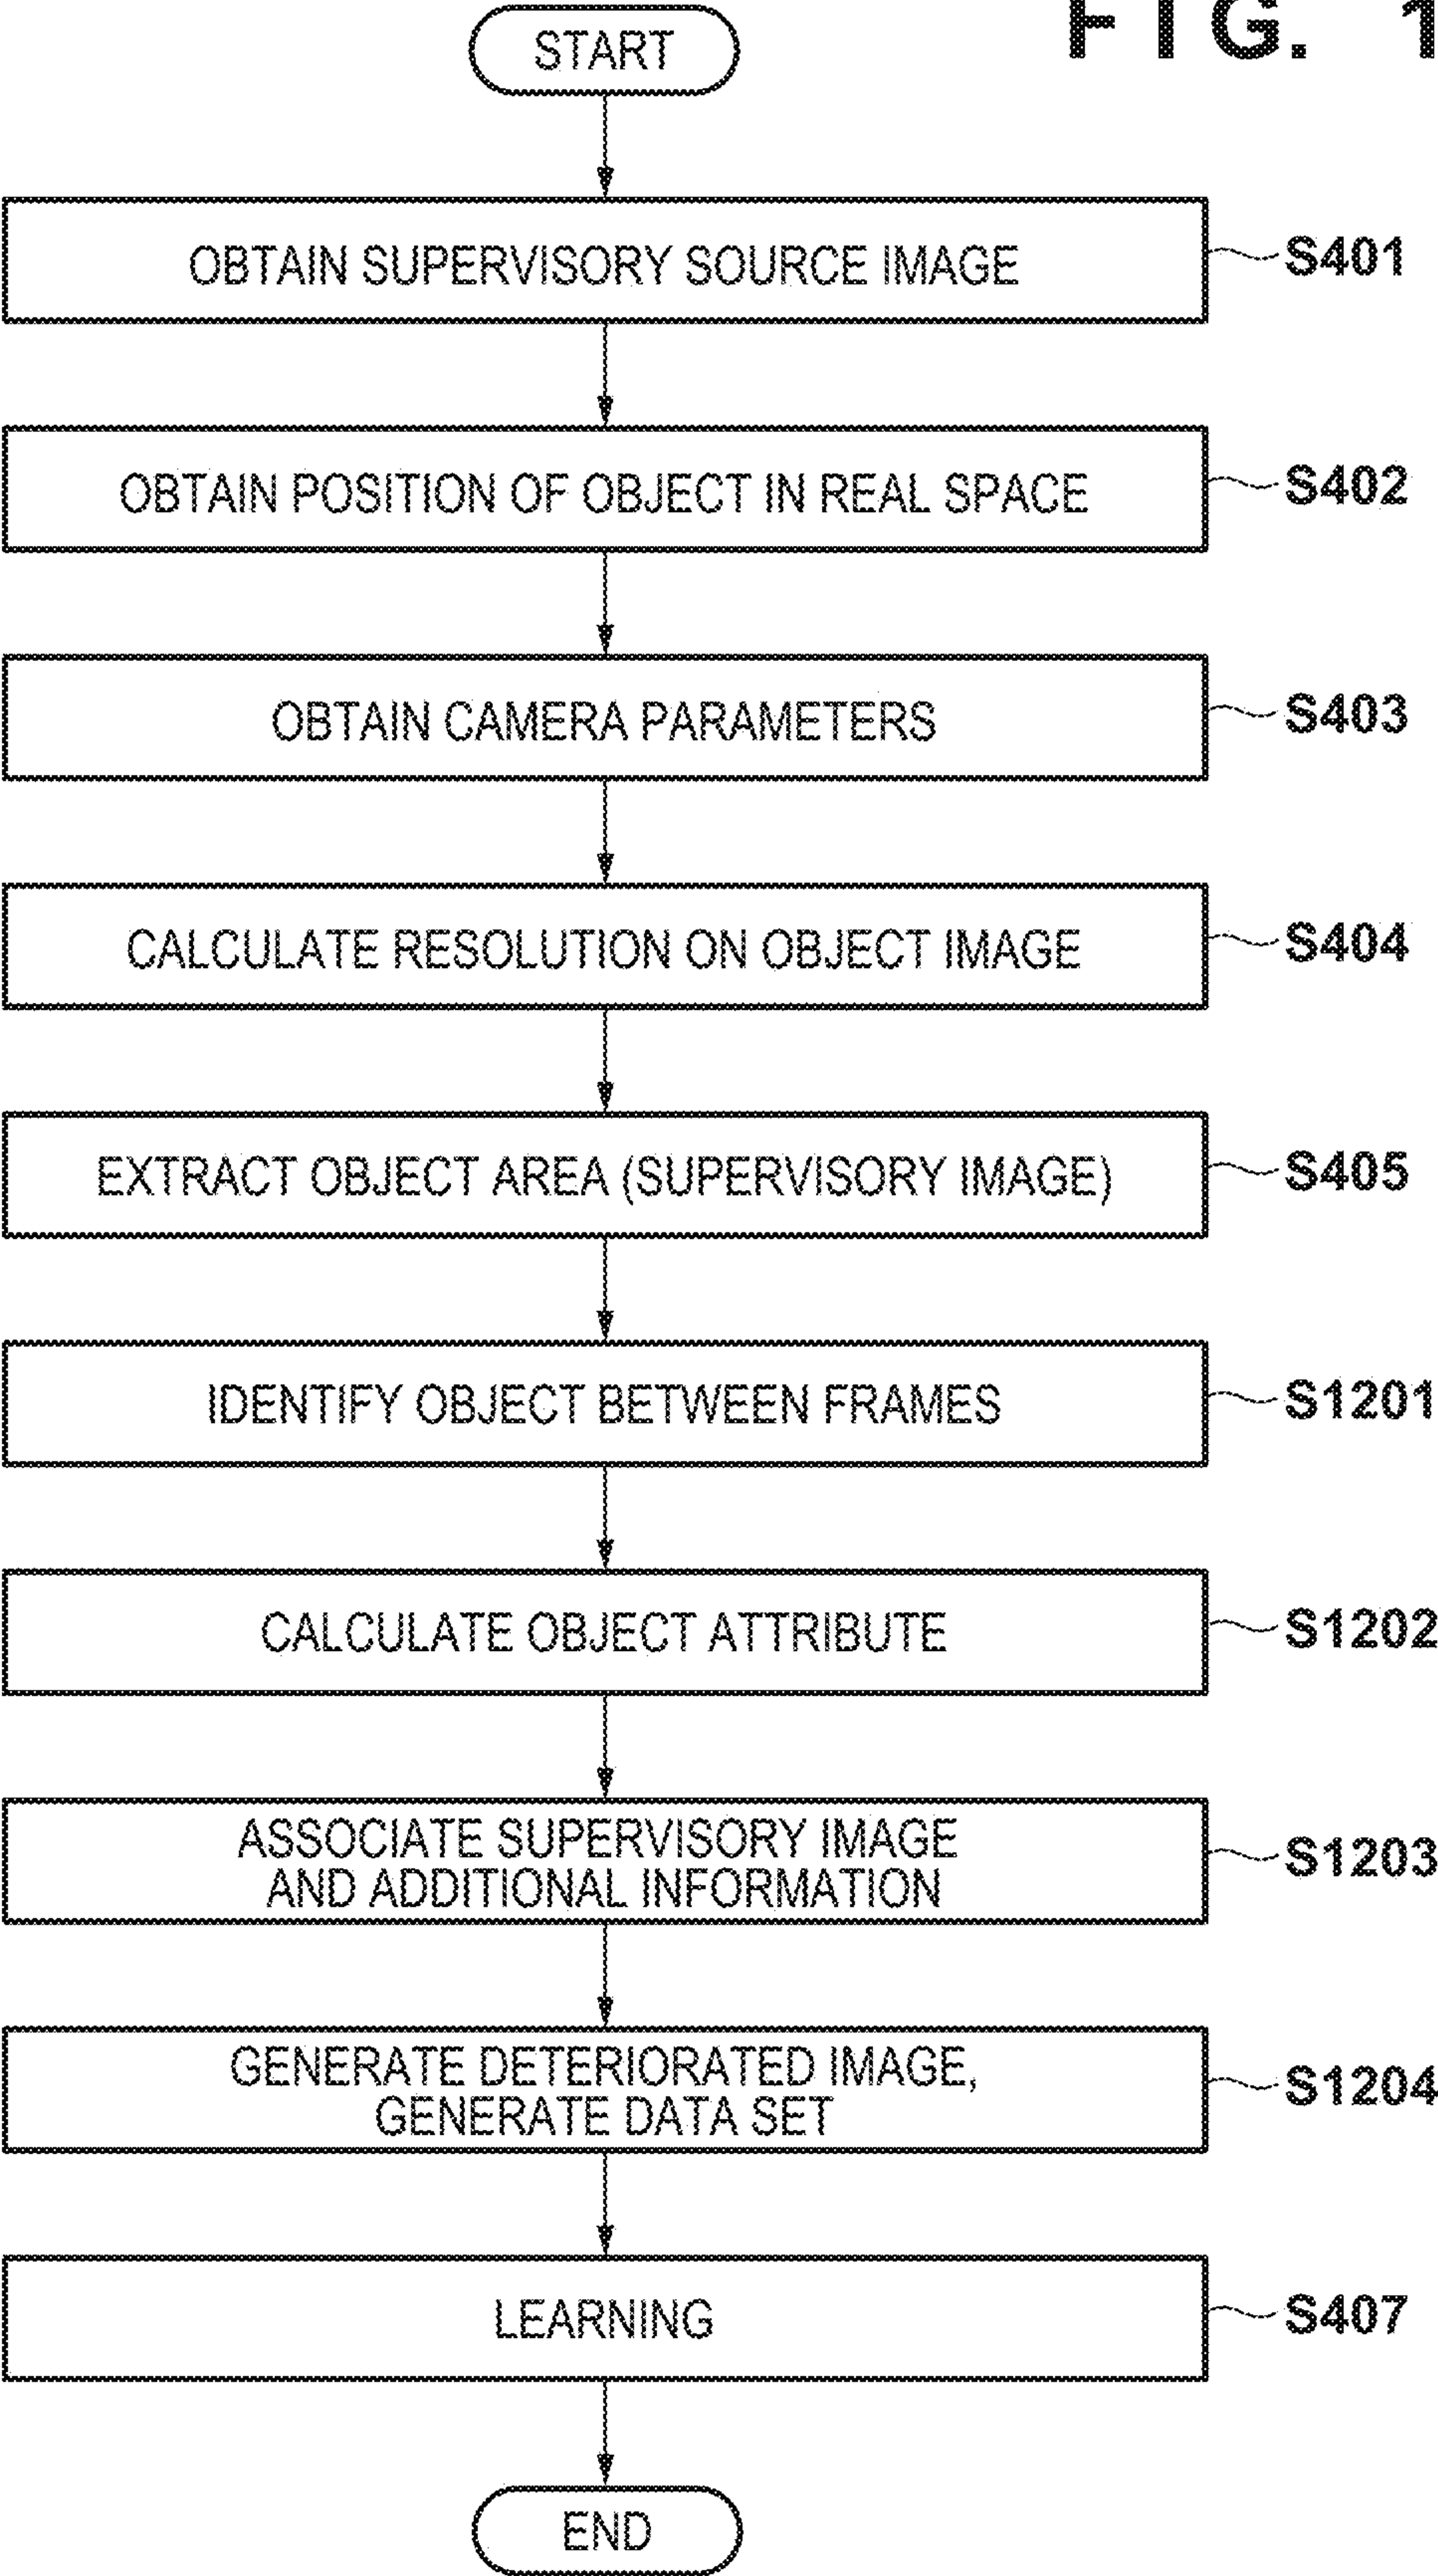 FIG. 1
START
OBTAIN SUPERVISORY SOURCE IMAGE
S401
OBTAIN POSITION OF OBJECT IN REAL SPACE
S402
OBTAIN CAMERA PARAMETERS
S403
CALCULATE RESOLUTION ON OBJECT IMAGE
S404
EXTRACT OBJECT AREA (SUPERVISORY IMAGE)
S405
IDENTIFY OBJECT BETWEEN FRAMES
S1201
CALCULATE OBJECT ATTRIBUTE
S1202
ASSOCIATE SUPERVISORY IMAGE
AND ADDITIONAL INFORMATION
S1203
GENERATE DETERIORATED IMAGE,
GENERATE DATA SET
S1204
LEARNING
S407
END